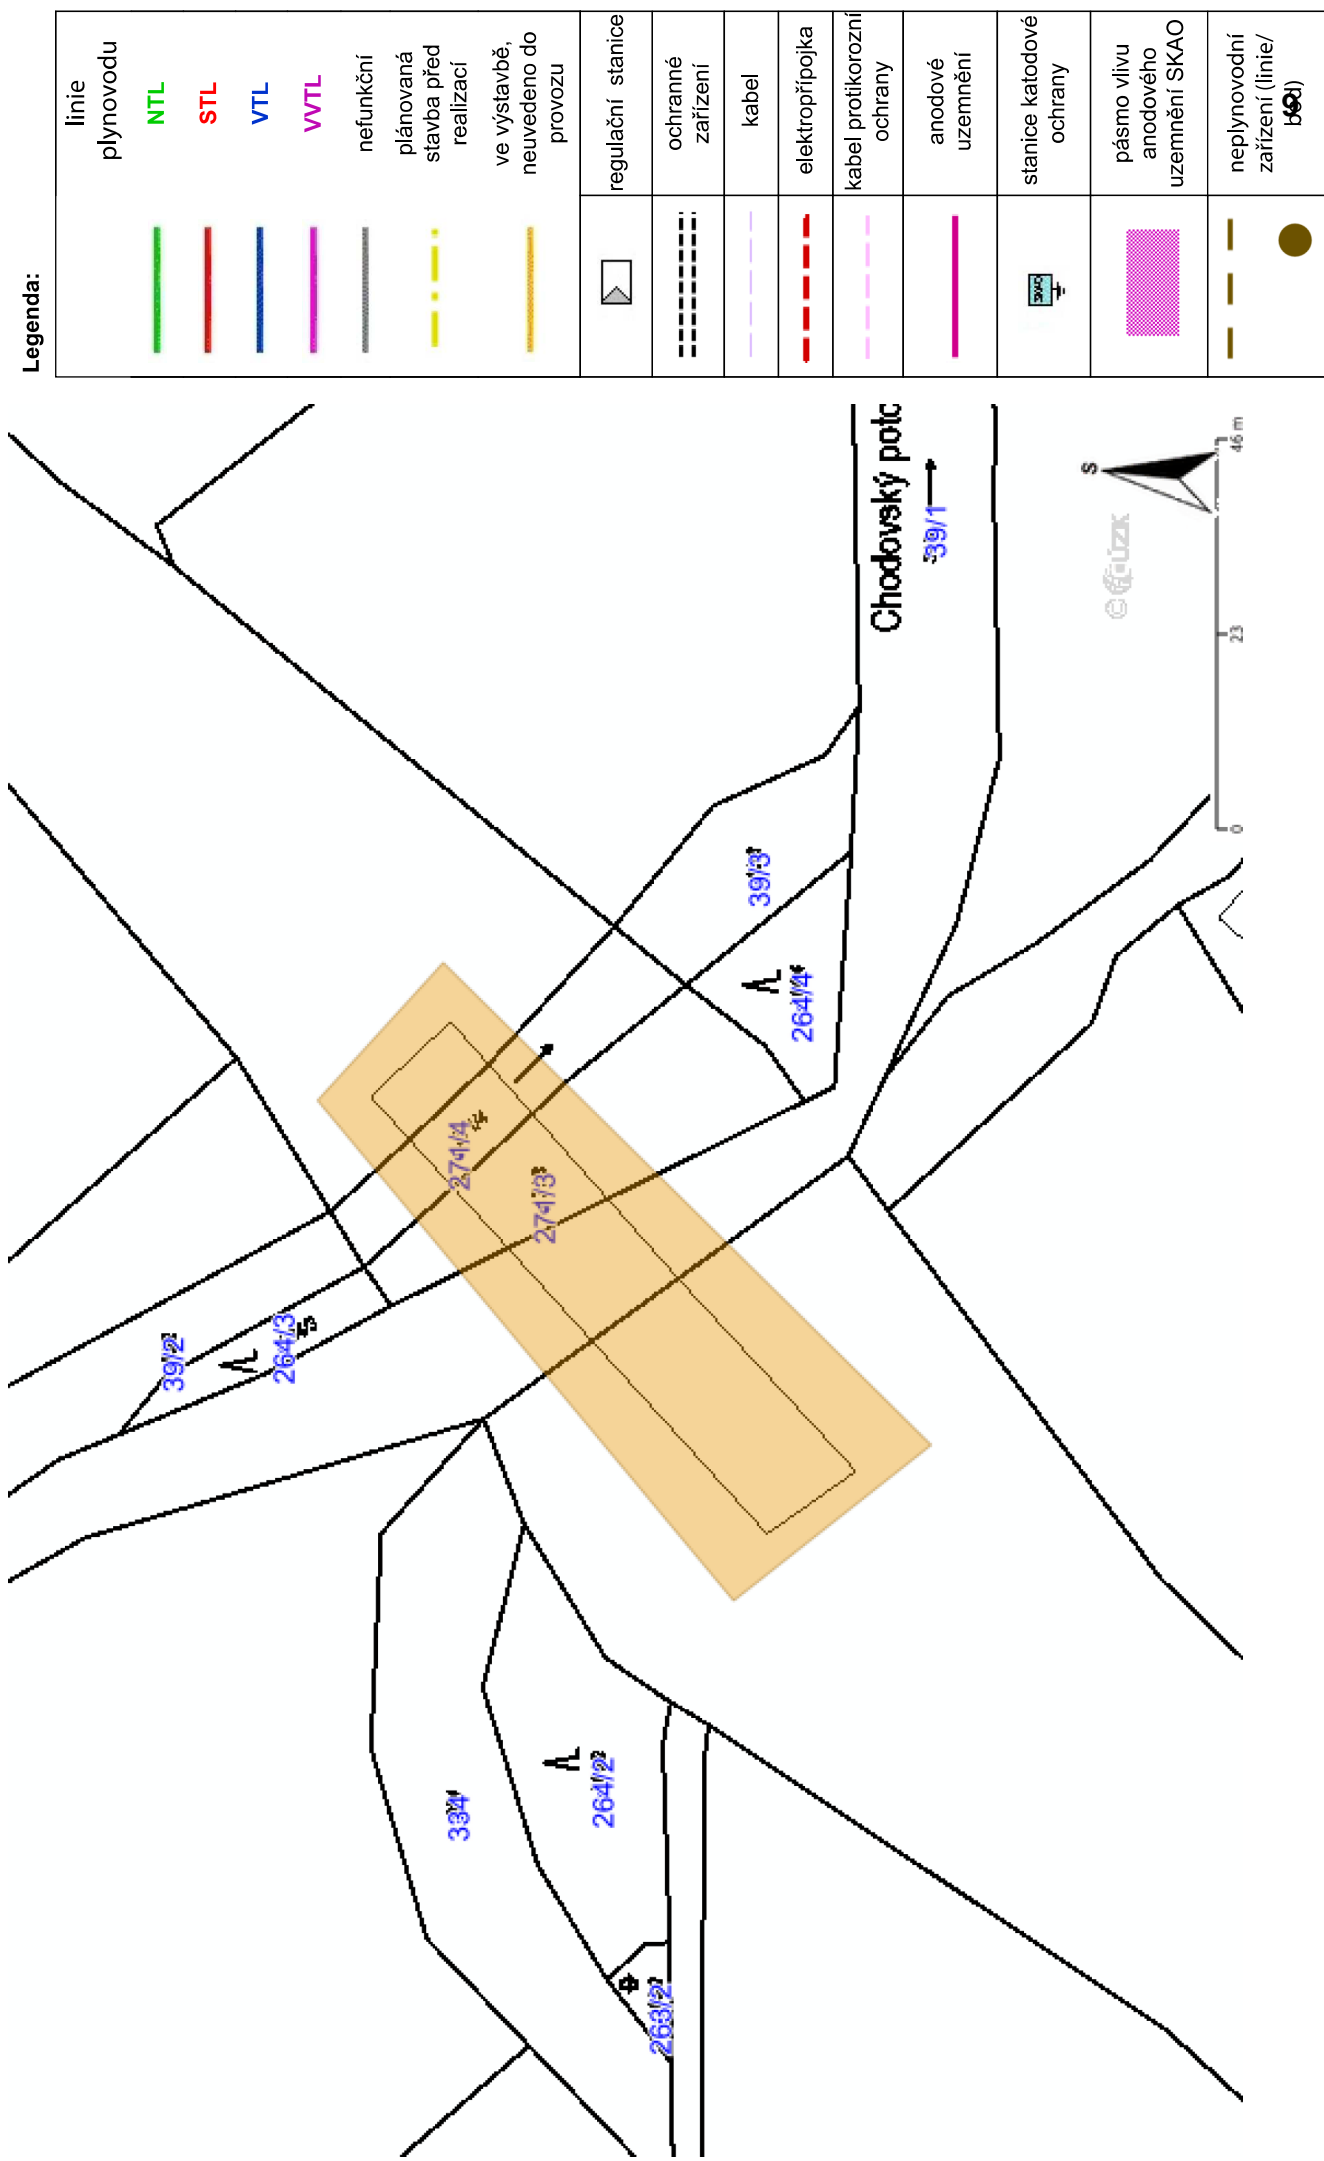 Legenda:
linie
plynovodu
NTL
STL
VTL
VVTL
nefunkční
plánovaná
stavba před
realizací
ve výstavbě,
neuvedeno do
provozu
regulační stanice
ochranné
zařízení
kabel
elektropřípojka
kabel protikorozní
ochrany
anodové
uzemnění
stanice katodové
ochrany
pásmo vlivu
anodového
uzemnění SKAO
neplynovodní
zařízení (linie/
bod)
Chodovský poto
39/1
39/3
264/4
271/4
271/3
39/2
264/3
334
264/2
263/2
S
0
23
46 m